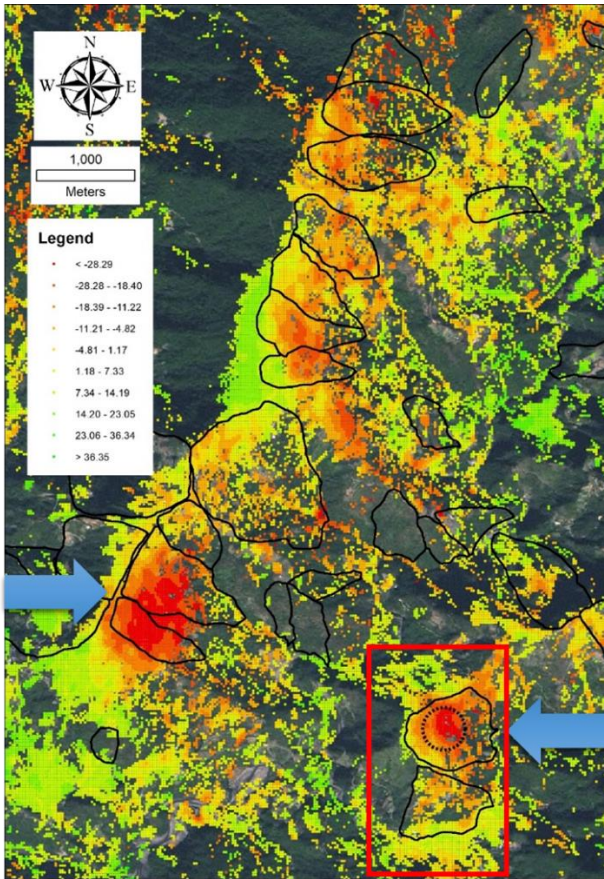 N
W E
S
1,000
Meters
Legend
< -28.29
-28.28 - -18.40
-18.39 - -11.22
-11.21 - -4.82
-4.81 - 1.17
1.18 - 7.33
7.34 - 14.19
14.20 - 23.05
23.06 - 36.34
> 36.35